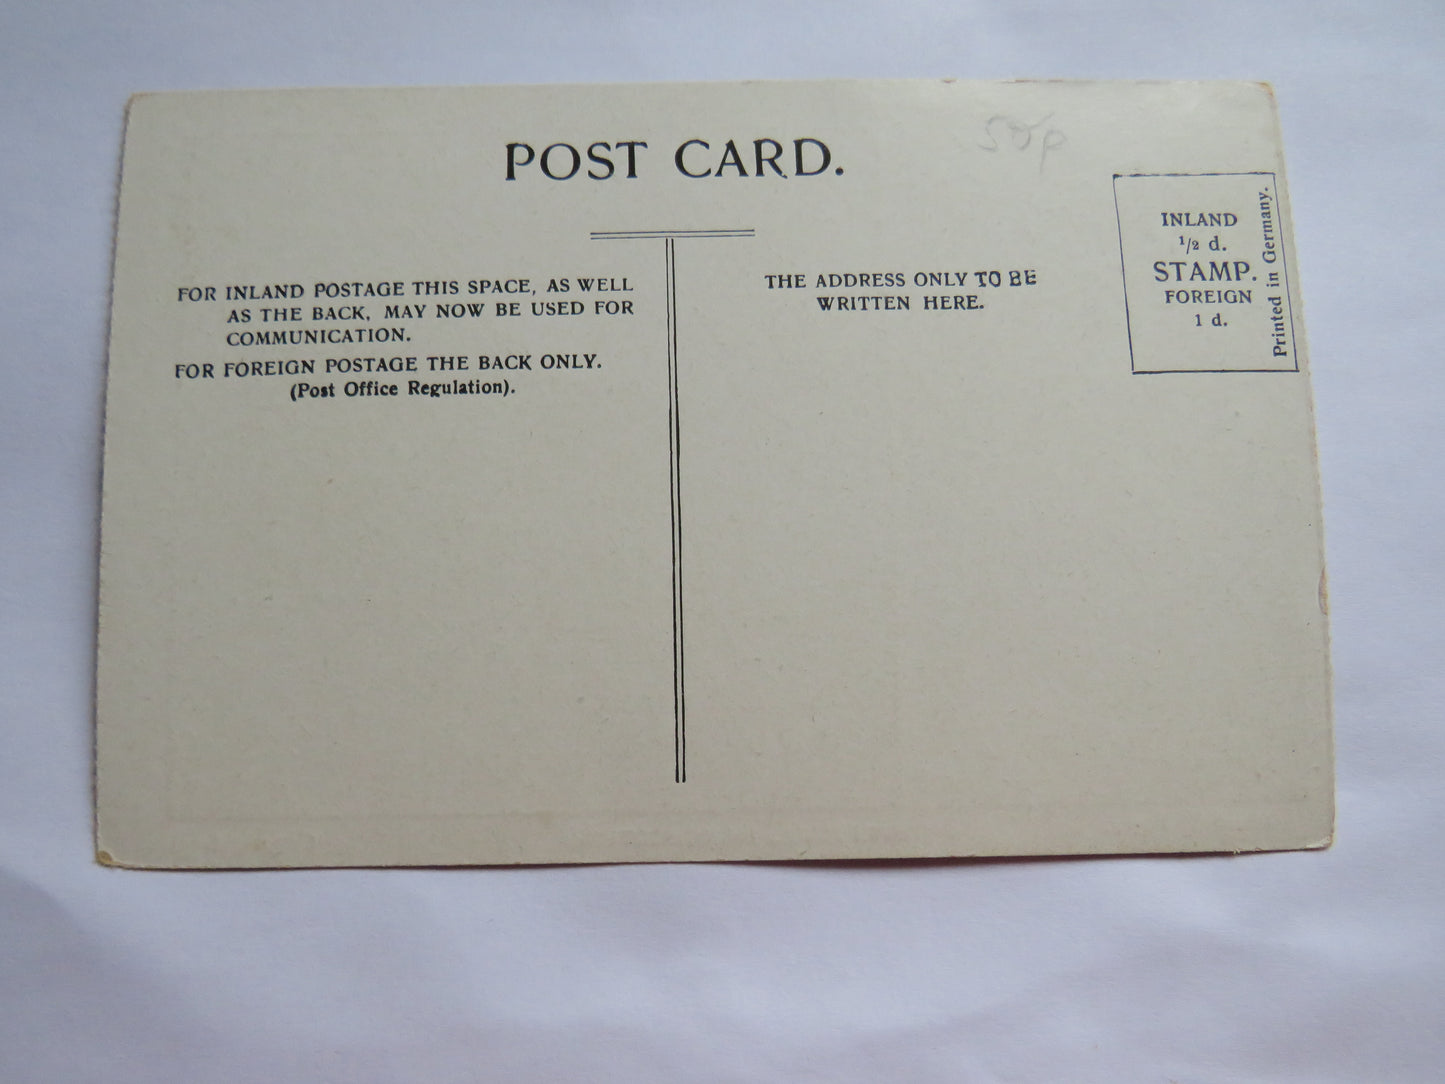 POST CARD.
50p
FOR INLAND POSTAGE THIS SPACE, AS WELL
AS THE BACK, MAY NOW BE USED FOR
COMMUNICATION.
FOR FOREIGN POSTAGE THE BACK ONLY.
(Post Office Regulation).
THE ADDRESS ONLY TO BE
WRITTEN HERE.
INLAND
1/2 d.
STAMP.
FOREIGN
1 d.
Printed in Germany.